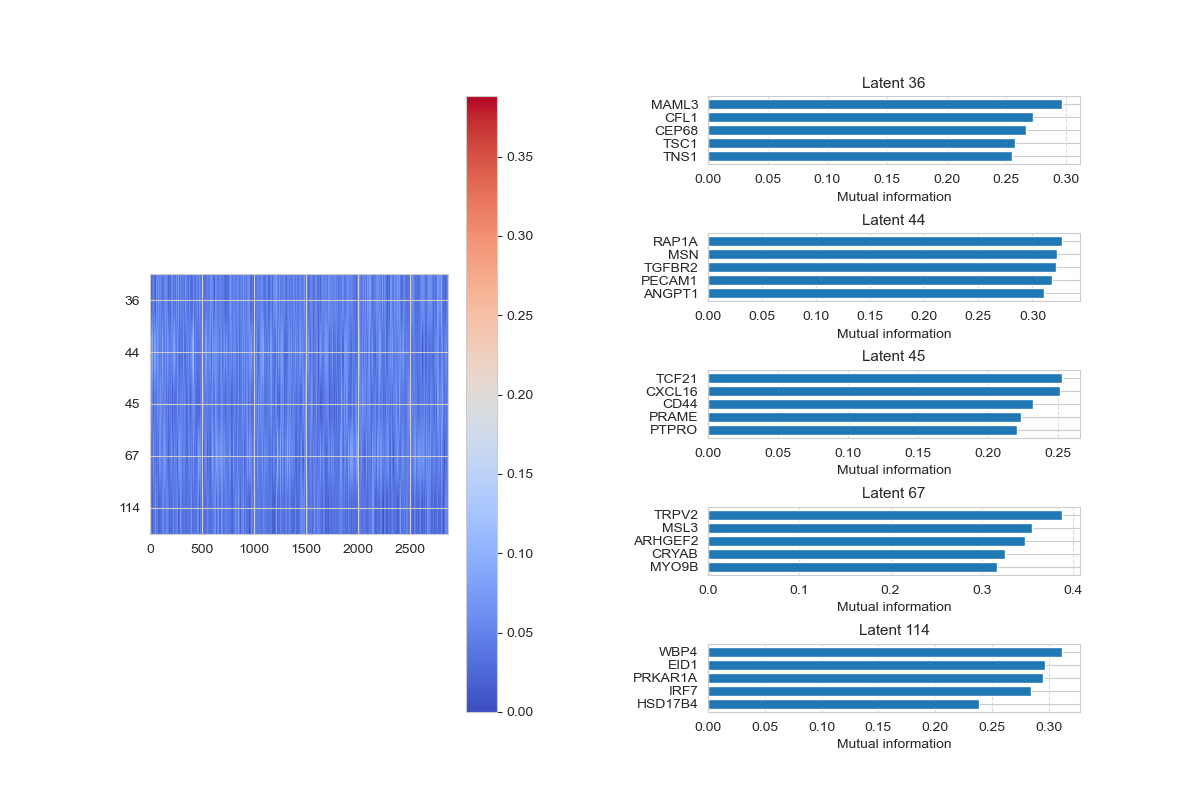 36
44
45
67
114
0 500 1000 1500 2000 2500
0.35
0.30
0.25
0.20
0.15
0.10
0.05
0.00
Latent 36
MAML3
CFL1
CEP68
TSC1
TNS1
0.00 0.05 0.10 0.15 0.20 0.25 0.30
Mutual information
Latent 44
RAP1A
MSN
TGFBR2
PECAM1
ANGPT1
0.00 0.05 0.10 0.15 0.20 0.25 0.30
Mutual information
Latent 45
TCF21
CXCL16
CD44
PRAME
PTPRO
0.00 0.05 0.10 0.15 0.20 0.25
Mutual information
Latent 67
TRPV2
MSL3
ARHGEF2
CRYAB
MYO9B
0.0 0.1 0.2 0.3 0.4
Mutual information
Latent 114
WBP4
EID1
PRKAR1A
IRF7
HSD17B4
0.00 0.05 0.10 0.15 0.20 0.25 0.30
Mutual information